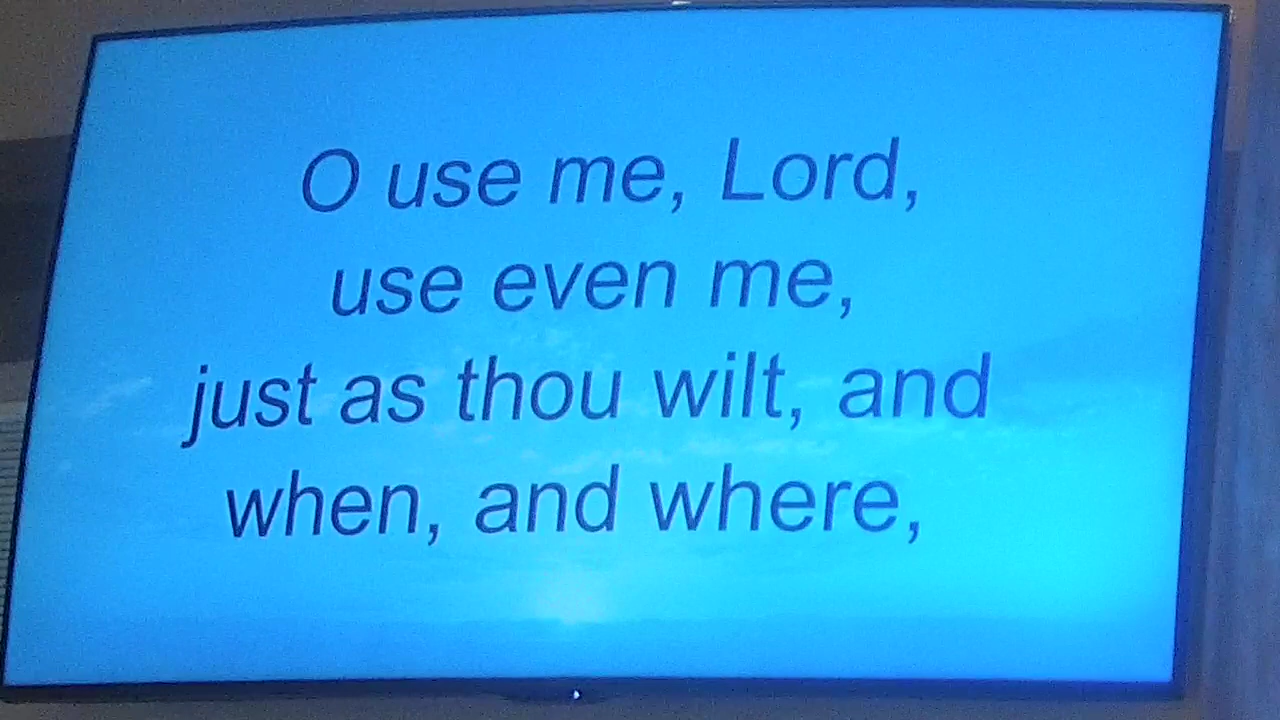 O use me, Lord,
use even me,
just as thou wilt, and
when, and where,